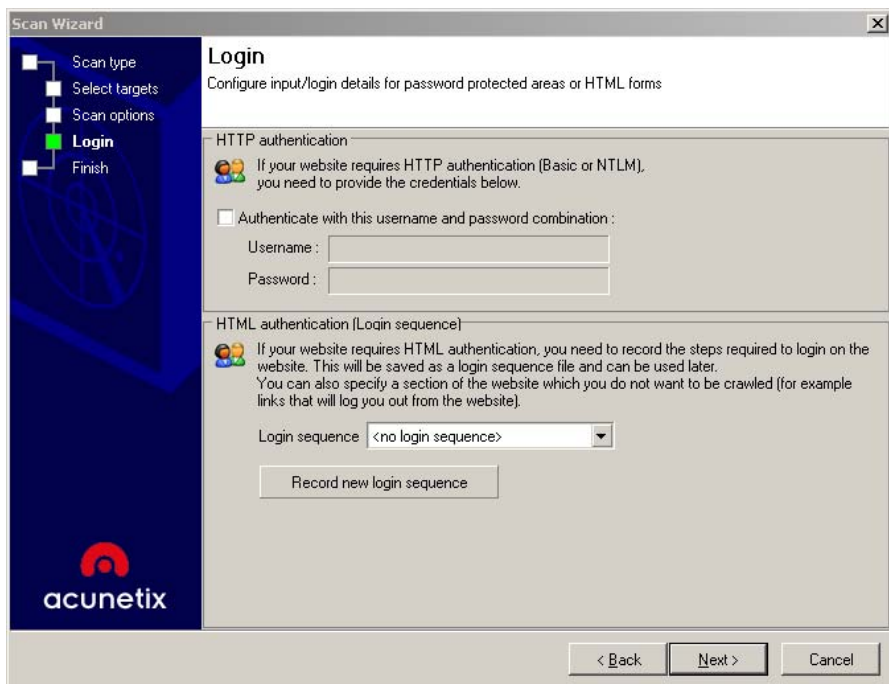 Scan Wizard
Scan type
Select targets
Scan options
Login
Finish
acunetix
Login
Configure input/login details for password protected areas or HTML forms
HTTP authentication
If your website requires HTTP authentication (Basic or NTLM),
you need to provide the credentials below.
Authenticate with this username and password combination :
Username :
Password :
HTML authentication (Login sequence)
If your website requires HTML authentication, you need to record the steps required to login on the
website. This will be saved as a login sequence file and can be used later.
You can also specify a section of the website which you do not want to be crawled (for example
links that will log you out from the website).
Login sequence <no login sequence>
Record new login sequence
< Back Next > Cancel